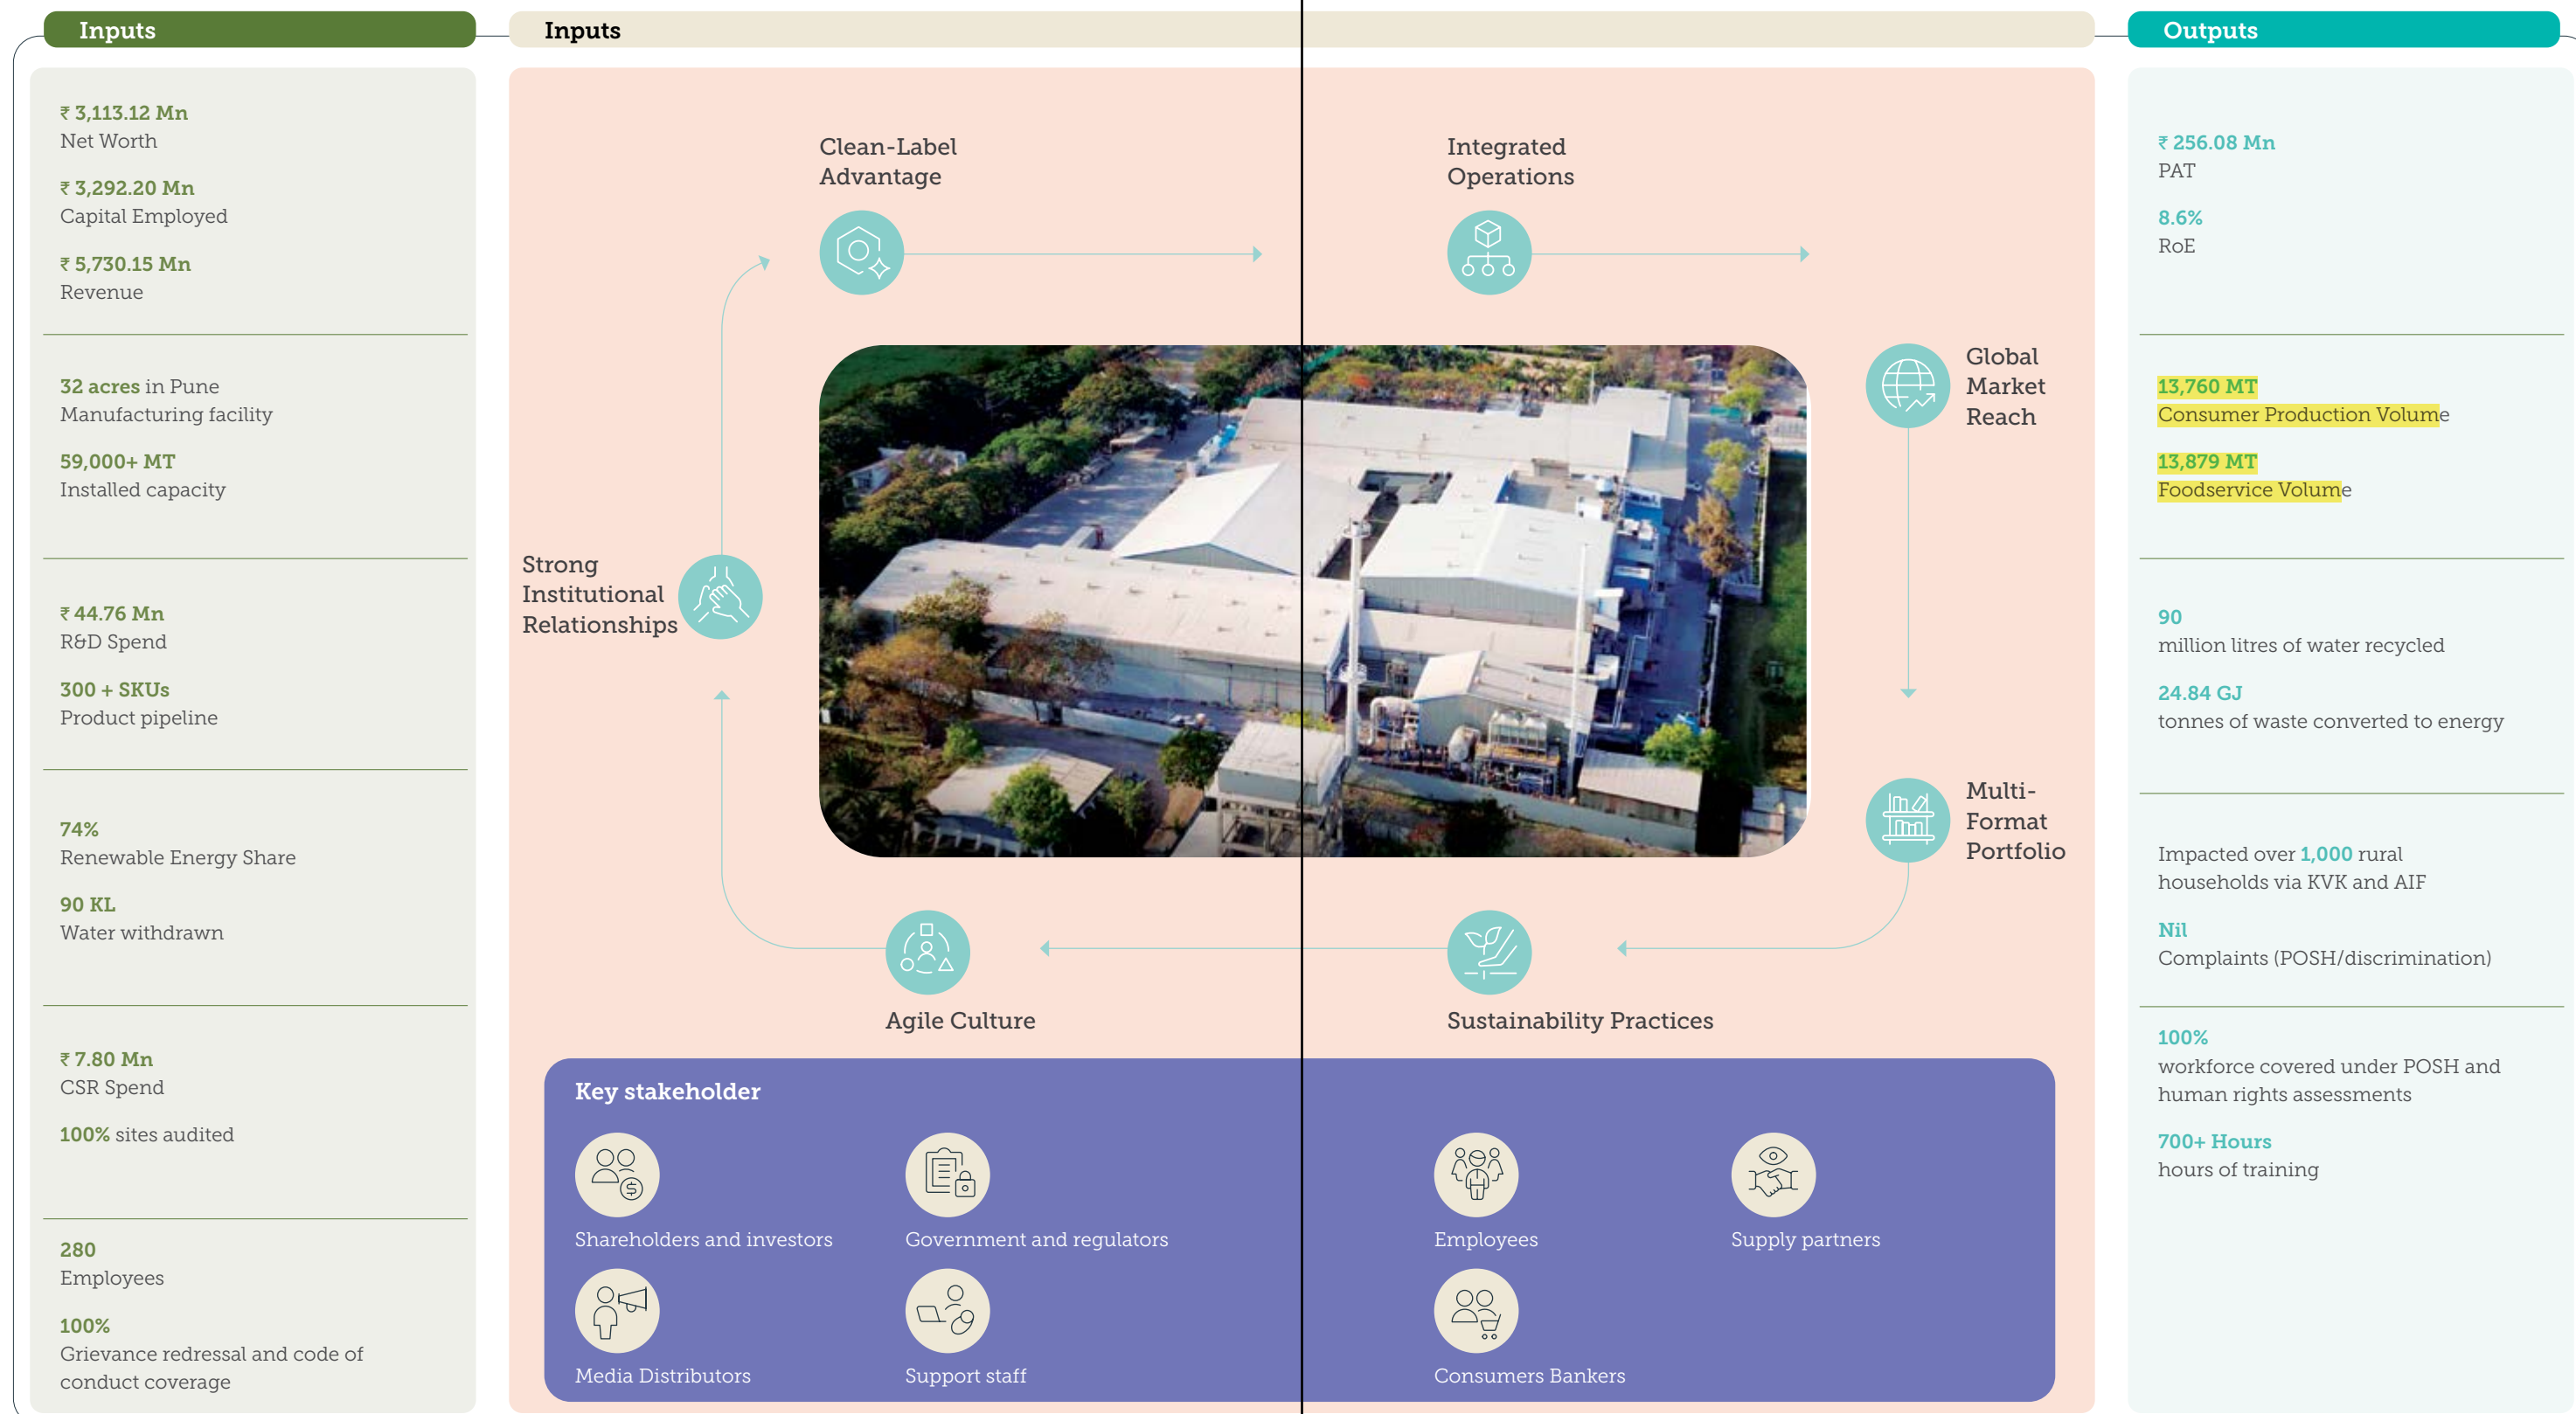 Inputs
₹ 3,113.12 Mn
Net Worth
₹ 3,292.20 Mn
Capital Employed
₹ 5,730.15 Mn
Revenue
32 acres in Pune
Manufacturing facility
59,000+ MT
Installed capacity
₹ 44.76 Mn
R&D Spend
300 + SKUs
Product pipeline
74%
Renewable Energy Share
90 KL
Water withdrawn
₹ 7.80 Mn
CSR Spend
100% sites audited
280
Employees
100%
Grievance redressal and code of
conduct coverage
Inputs
Clean-Label
Advantage
Integrated
Operations
Global
Market
Reach
Multi-
Format
Portfolio
Sustainability Practices
Agile Culture
Strong
Institutional
Relationships
Key stakeholder
Shareholders and investors
Government and regulators
Employees
Supply partners
Media Distributors
Support staff
Consumers Bankers
Outputs
₹ 256.08 Mn
PAT
8.6%
RoE
13,760 MT
Consumer Production Volume
13,879 MT
Foodservice Volume
90
million litres of water recycled
24.84 GJ
tonnes of waste converted to energy
Impacted over 1,000 rural
households via KVK and AIF
Nil
Complaints (POSH/discrimination)
100%
workforce covered under POSH and
human rights assessments
700+ Hours
hours of training